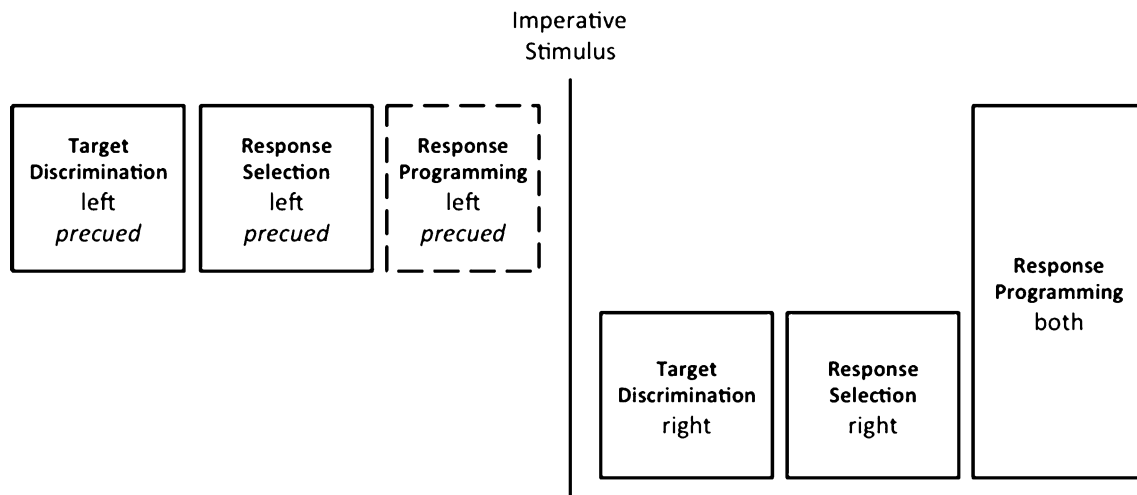 Imperative
Stimulus
Target
Discrimination
left
precued
Response
Selection
left
precued
Response
Programming
left
precued
Target
Discrimination
right
Response
Selection
right
Response
Programming
both